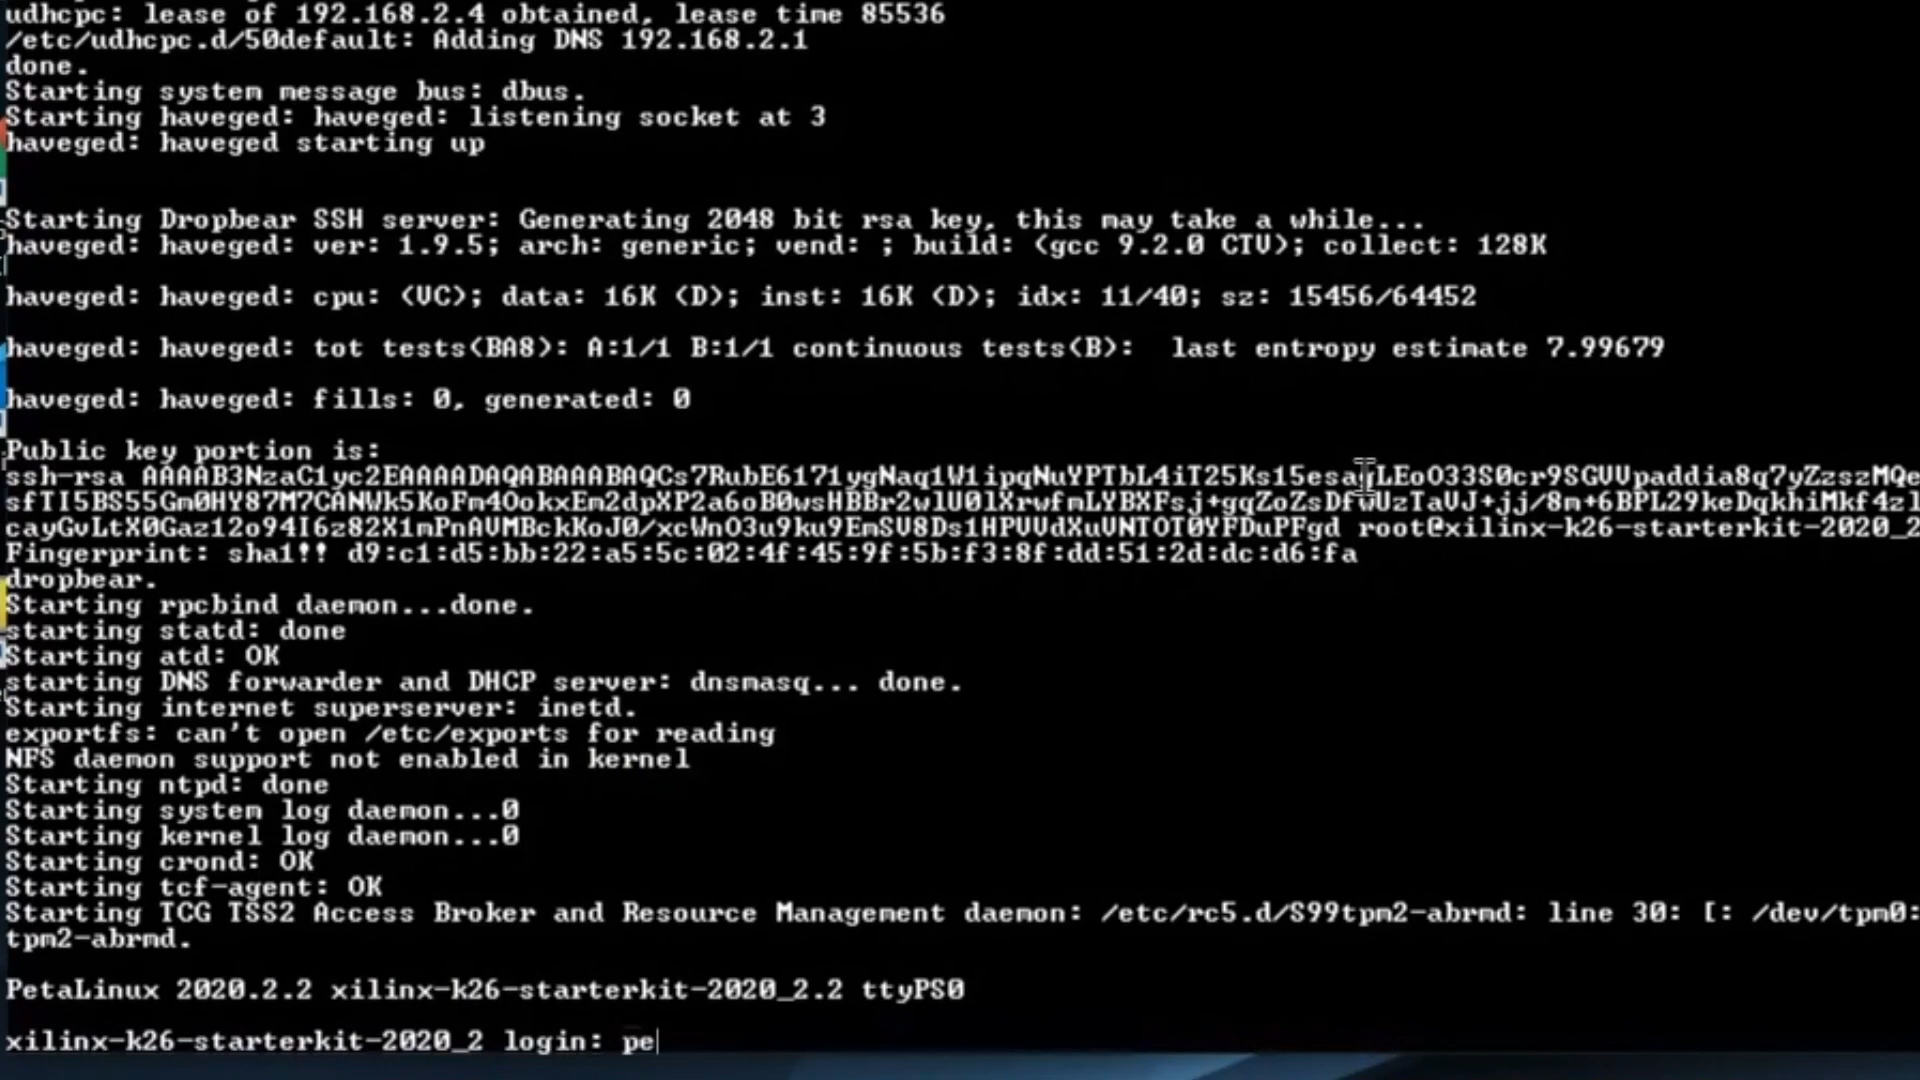 udhcpc: lease of 192.168.2.4 obtained, lease time 85536
/etc/udhcpc.d/50default: Adding DNS 192.168.2.1
done.
Starting system message bus: dbus.
Starting haveged: haveged: listening socket at 3
haveged: haveged starting up
Starting Dropbear SSH server: Generating 2048 bit rsa key, this may take a while...
haveged: haveged: ver: 1.9.5; arch: generic; vend: ; build: (gcc 9.2.0 CTV); collect: 128K
haveged: haveged: cpu: (VC); data: 16K (D); inst: 16K (D); idx: 11/40; sz: 15456/64452
haveged: haveged: tot tests(BA8): A:1/1 B:1/1 continuous tests(B):  last entropy estimate 7.99679
haveged: haveged: fills: 0, generated: 0
Public key portion is:
ssh-rsa
root@xilinx-k26-starterkit-2020_2
Fingerprint: sha1!! d9:c1:d5:bb:22:a5:5c:02:4f:45:9f:5b:f3:8f:dd:51:2d:dc:d6:fa
dropbear.
Starting rpcbind daemon...done.
starting statd: done
Starting atd: OK
starting DNS forwarder and DHCP server: dnsmasq... done.
Starting internet superserver: inetd.
exportfs: can't open /etc/exports for reading
NFS daemon support not enabled in kernel
Starting ntpd: done
Starting system log daemon...0
Starting kernel log daemon...0
Starting crond: OK
Starting tcf-agent: OK
Starting TCG TSS2 Access Broker and Resource Management daemon: /etc/rc5.d/S99tpm2-abrmd: line 30: [: /dev/tpm0:
tpm2-abrmd.
PetaLinux 2020.2.2 xilinx-k26-starterkit-2020_2.2 ttyPS0
xilinx-k26-starterkit-2020_2 login: pe